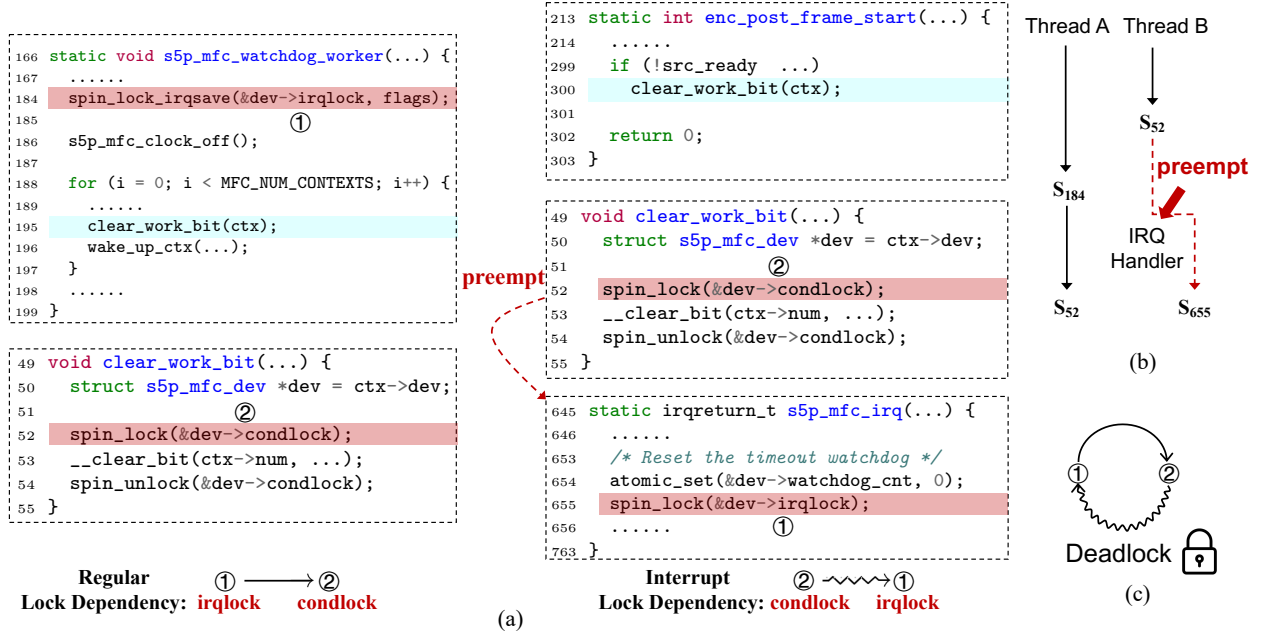 166 static void s5p_mfc_watchdog_worker(...) {
167 ......
184 spin_lock_irqsave(&dev->irqlock, flags);
185 ①
186 s5p_mfc_clock_off();
187
188 for (i = 0; i < MFC_NUM_CONTEXTS; i++) {
189 ......
195 clear_work_bit(ctx);
196 wake_up_ctx(...);
197 }
198 ......
199 }
49 void clear_work_bit(...) {
50 struct s5p_mfc_dev *dev = ctx->dev;
51 ②
52 spin_lock(&dev->condlock);
53 __clear_bit(ctx->num, ...);
54 spin_unlock(&dev->condlock);
55 }
Regular ① ②
Lock Dependency: irqlock condlock
213 static int enc_post_frame_start(...) {
214 ......
299 if (!src_ready ...)
300 clear_work_bit(ctx);
301
302 return 0;
303 }
49 void clear_work_bit(...) {
50 struct s5p_mfc_dev *dev = ctx->dev;
51 ②
52 spin_lock(&dev->condlock);
53 __clear_bit(ctx->num, ...);
54 spin_unlock(&dev->condlock);
55 }
preempt
645 static irqreturn_t s5p_mfc_irq(...) {
646 ......
653 /* Reset the timeout watchdog */
654 atomic_set(&dev->watchdog_cnt, 0);
655 spin_lock(&dev->irqlock);
656 ...... ①
763 }
Interrupt ② ①
Lock Dependency: condlock irqlock
(a)
Thread A Thread B
S52
preempt
S184
IRQ
Handler
S52 S655
(b)
① ②
Deadlock
(c)